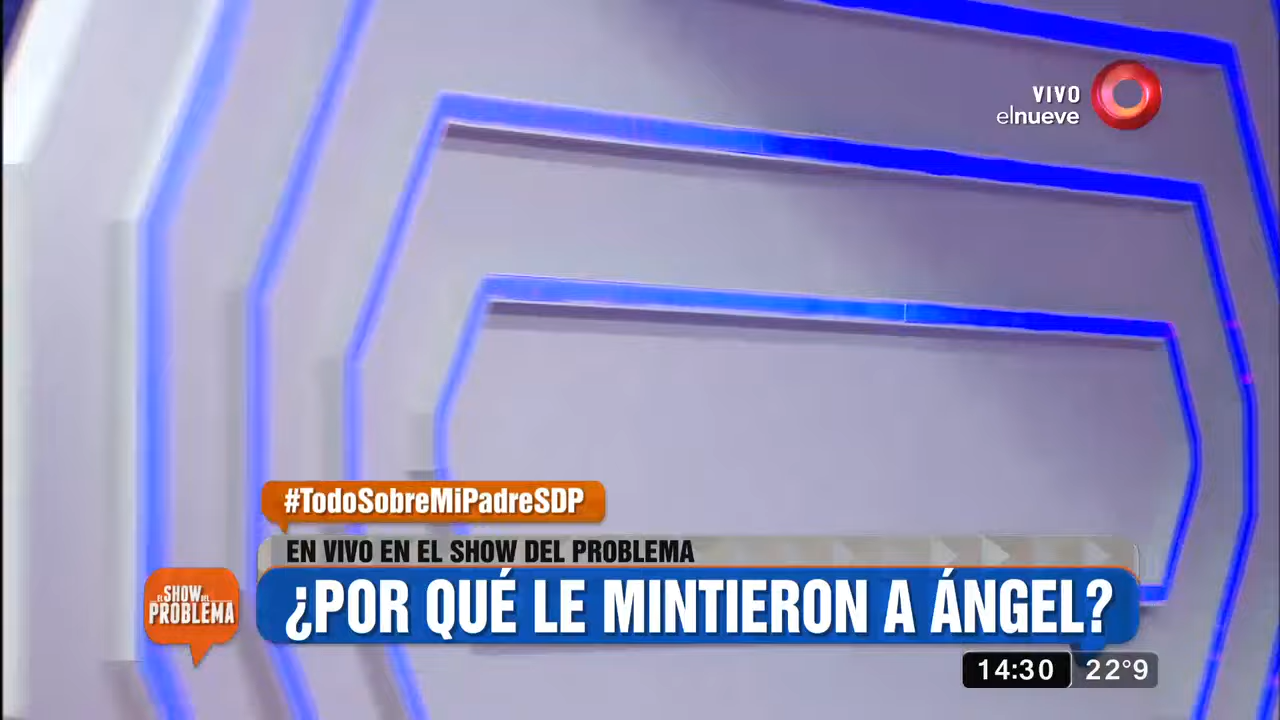 VIVO
elnueve
#TodoSobreMiPadreSDP
EN VIVO EN EL SHOW DEL PROBLEMA
EL SHOW DEL
PROBLEMA
¿POR QUÉ LE MINTIERON A ÁNGEL?
14:30 22°9